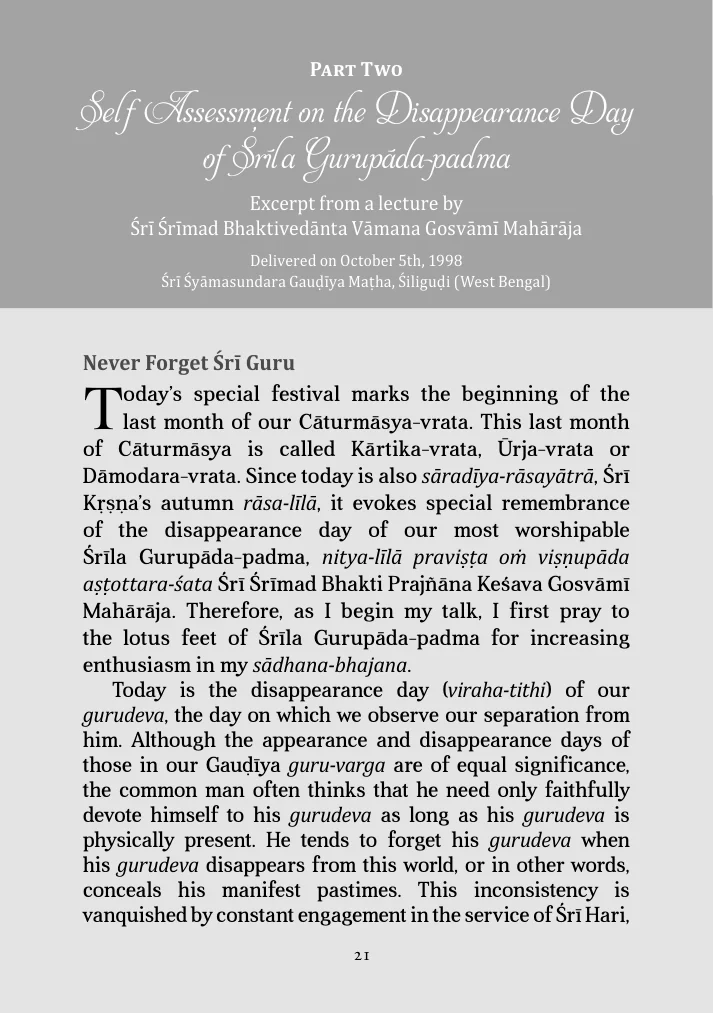 Part Two
Self Assessment on the Disappearance Day
of Śrīla Gurupāda-padma
Excerpt from a lecture by
Śrī Śrīmad Bhaktivedānta Vāmana Gosvāmī Mahārāja
Delivered on October 5th, 1998
Śrī Śyāmasundara Gauḍīya Maṭha, Śiliguḍi (West Bengal)
Never Forget Śrī Guru
Today’s special festival marks the beginning of the
last month of our Cāturmāsya-vrata. This last month
of Cāturmāsya is called Kārtika-vrata, Ūrja-vrata or
Dāmodara-vrata. Since today is also sāradīya-rāsayātrā, Śrī
Kṛṣṇa’s autumn rāsa-līlā, it evokes special remembrance
of the disappearance day of our most worshipable
Śrīla Gurupāda-padma, nitya-līlā praviṣṭa oṁ viṣṇupāda
aṣṭottara-śata Śrī Śrīmad Bhakti Prajñāna Keśava Gosvāmī
Mahārāja. Therefore, as I begin my talk, I first pray to
the lotus feet of Śrīla Gurupāda-padma for increasing
enthusiasm in my sādhana-bhajana.
Today is the disappearance day (viraha-tithi) of our
gurudeva, the day on which we observe our separation from
him. Although the appearance and disappearance days of
those in our Gauḍīya guru-varga are of equal significance,
the common man often thinks that he need only faithfully
devote himself to his gurudeva as long as his gurudeva is
physically present. He tends to forget his gurudeva when
his gurudeva disappears from this world, or in other words,
conceals his manifest pastimes. This inconsistency is
vanquished by constant engagement in the service of Śrī Hari,
21